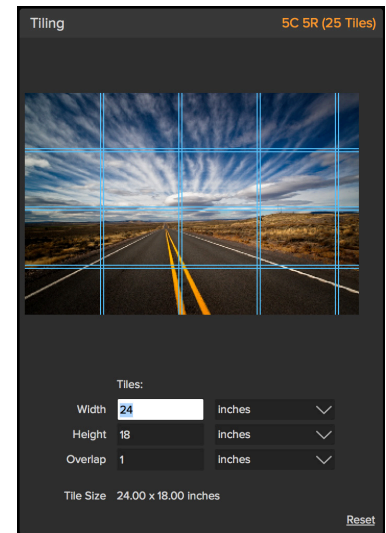 Tiling 5C 5R (25 Tiles)
Tiles:
Width 24 inches
Height 18 inches
Overlap 1 inches
Tile Size 24.00 x 18.00 inches
Reset